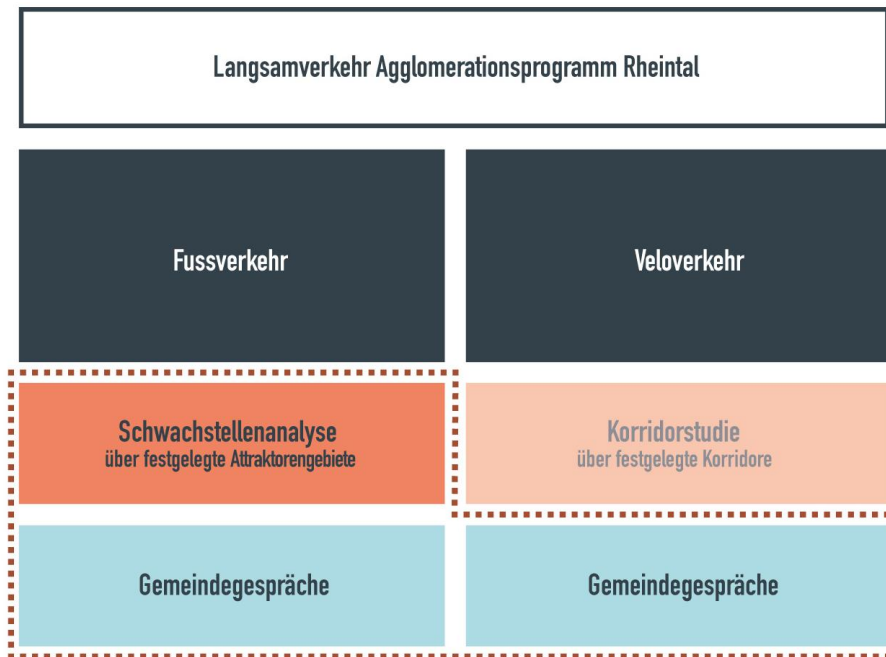 Langsamverkehr Agglomerationsprogramm Rheintal
Fussverkehr
Veloverkehr
Schwachstellenanalyse
über festgelegte Attraktorengebiete
Korridorstudie
über festgelegte Korridore
Gemeindegespräche
Gemeindegespräche